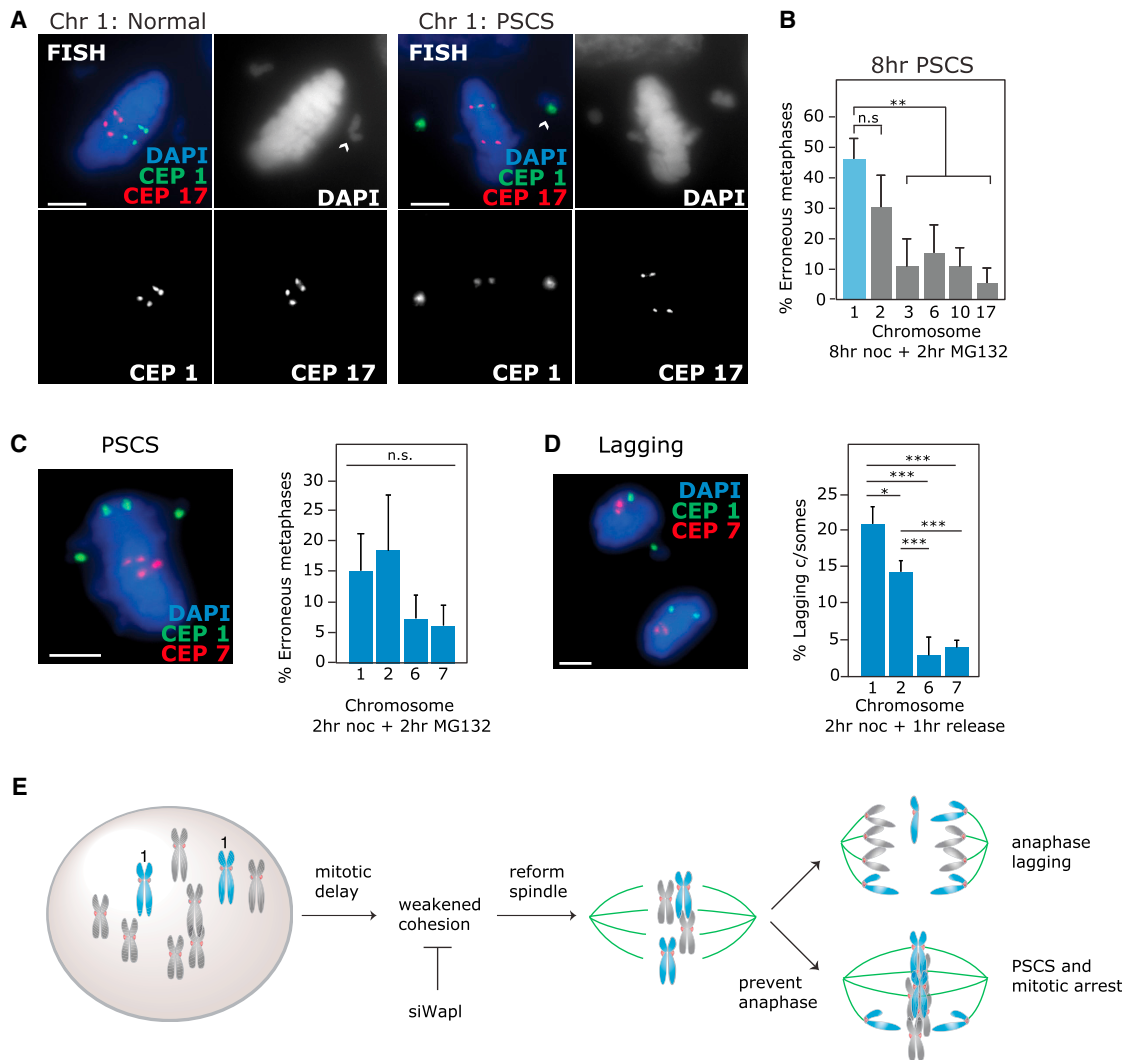 A
Chr 1: Normal
Chr 1: PSCS
FISH
DAPI
CEP 1
CEP 17
DAPI
CEP 1
CEP 17
FISH
DAPI
CEP 1
CEP 17
DAPI
CEP 1
CEP 17
B
8hr PSCS
% Erroneous metaphases
60
50
40
30
20
10
0
**
n.s
1 2 3 6 10 17
Chromosome
8hr noc + 2hr MG132
C
PSCS
DAPI
CEP 1
CEP 7
% Erroneous metaphases
30
25
20
15
10
5
0
n.s.
1 2 6 7
Chromosome
2hr noc + 2hr MG132
D
Lagging
DAPI
CEP 1
CEP 7
% Lagging c/somes
25
20
15
10
5
0
***
***
*
***
***
1 2 6 7
Chromosome
2hr noc + 1hr release
E
1
1
mitotic
delay
weakened
cohesion
siWapl
reform
spindle
prevent
anaphase
anaphase
lagging
PSCS and
mitotic arrest